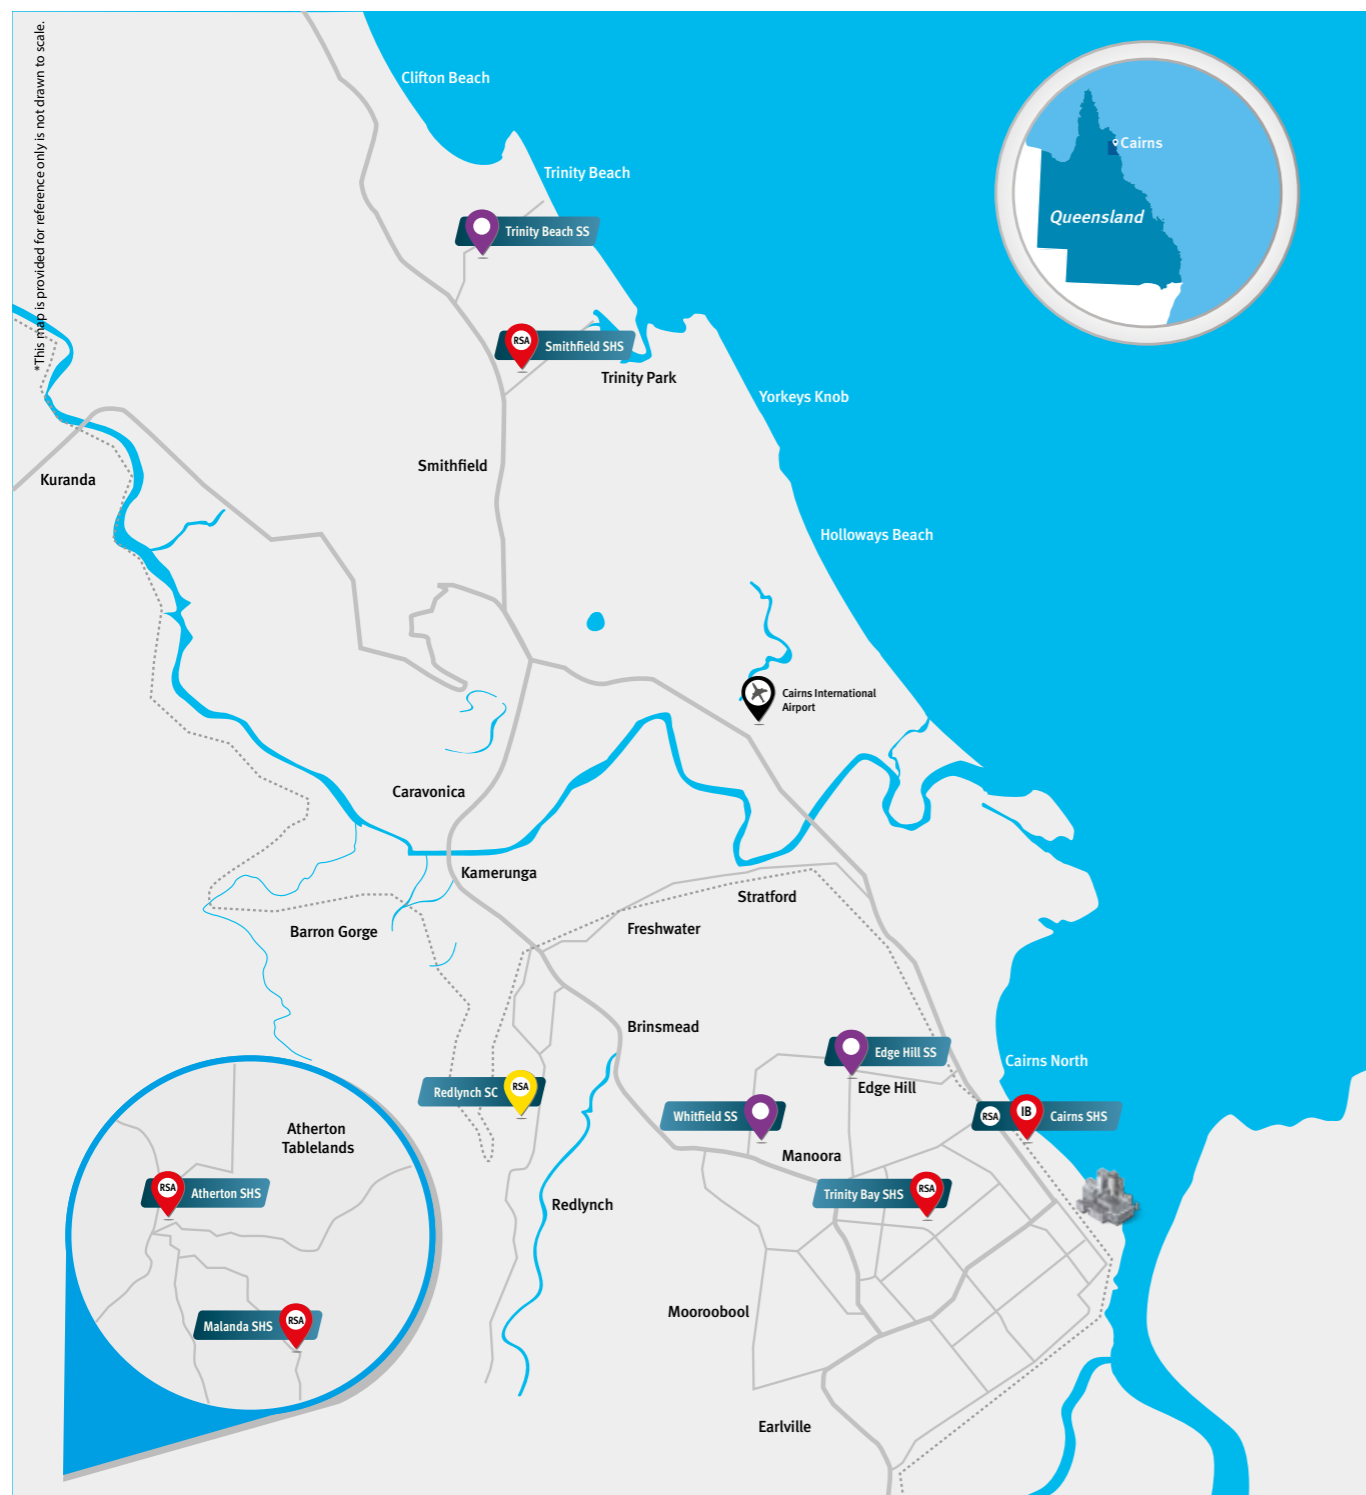 *This map is provided for reference only is not drawn to scale.
Clifton Beach
Cairns
Trinity Beach
Queensland
Trinity Beach SS
RSA
Smithfield SHS
Trinity Park
Yorkeys Knob
Smithfield
Kuranda
Holloways Beach
Cairns International
Airport
Caravonica
Kamerunga
Stratford
Freshwater
Barron Gorge
Brinsmead
Edge Hill SS
Cairns North
Edge Hill
Redlynch SC
RSA
Whitfield SS
RSA
IB
Cairns SHS
Atherton
Tablelands
Manoora
RSA
Atherton SHS
Trinity Bay SHS
RSA
Redlynch
Mooroobool
Malanda SHS
RSA
Earlville